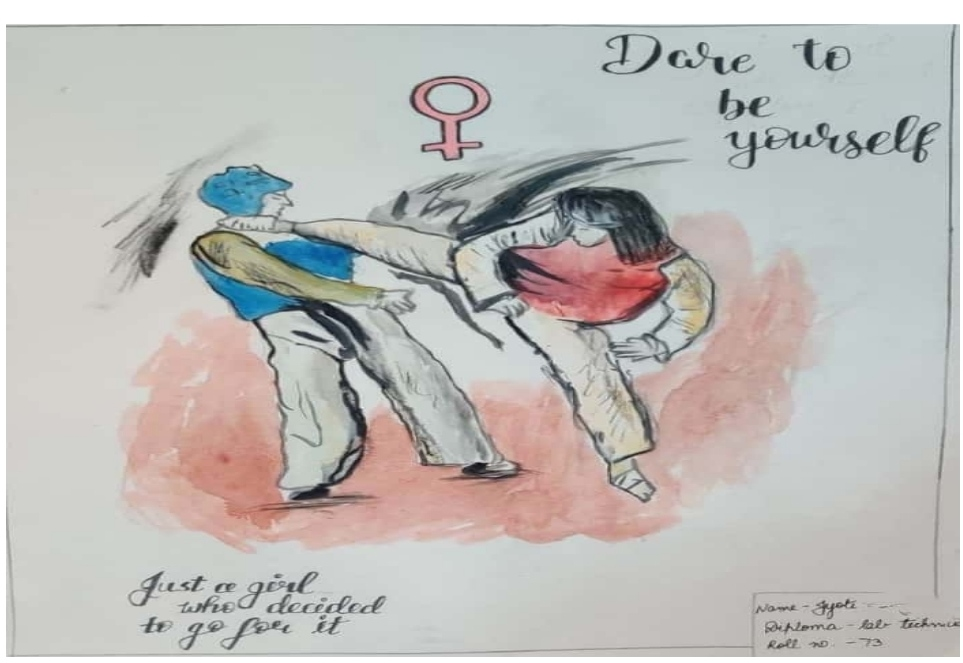 Dare to
be
yourself
Just a girl
who decided
to go for it
Name - Jyoti
Diploma - lab technic
Roll no. - 73